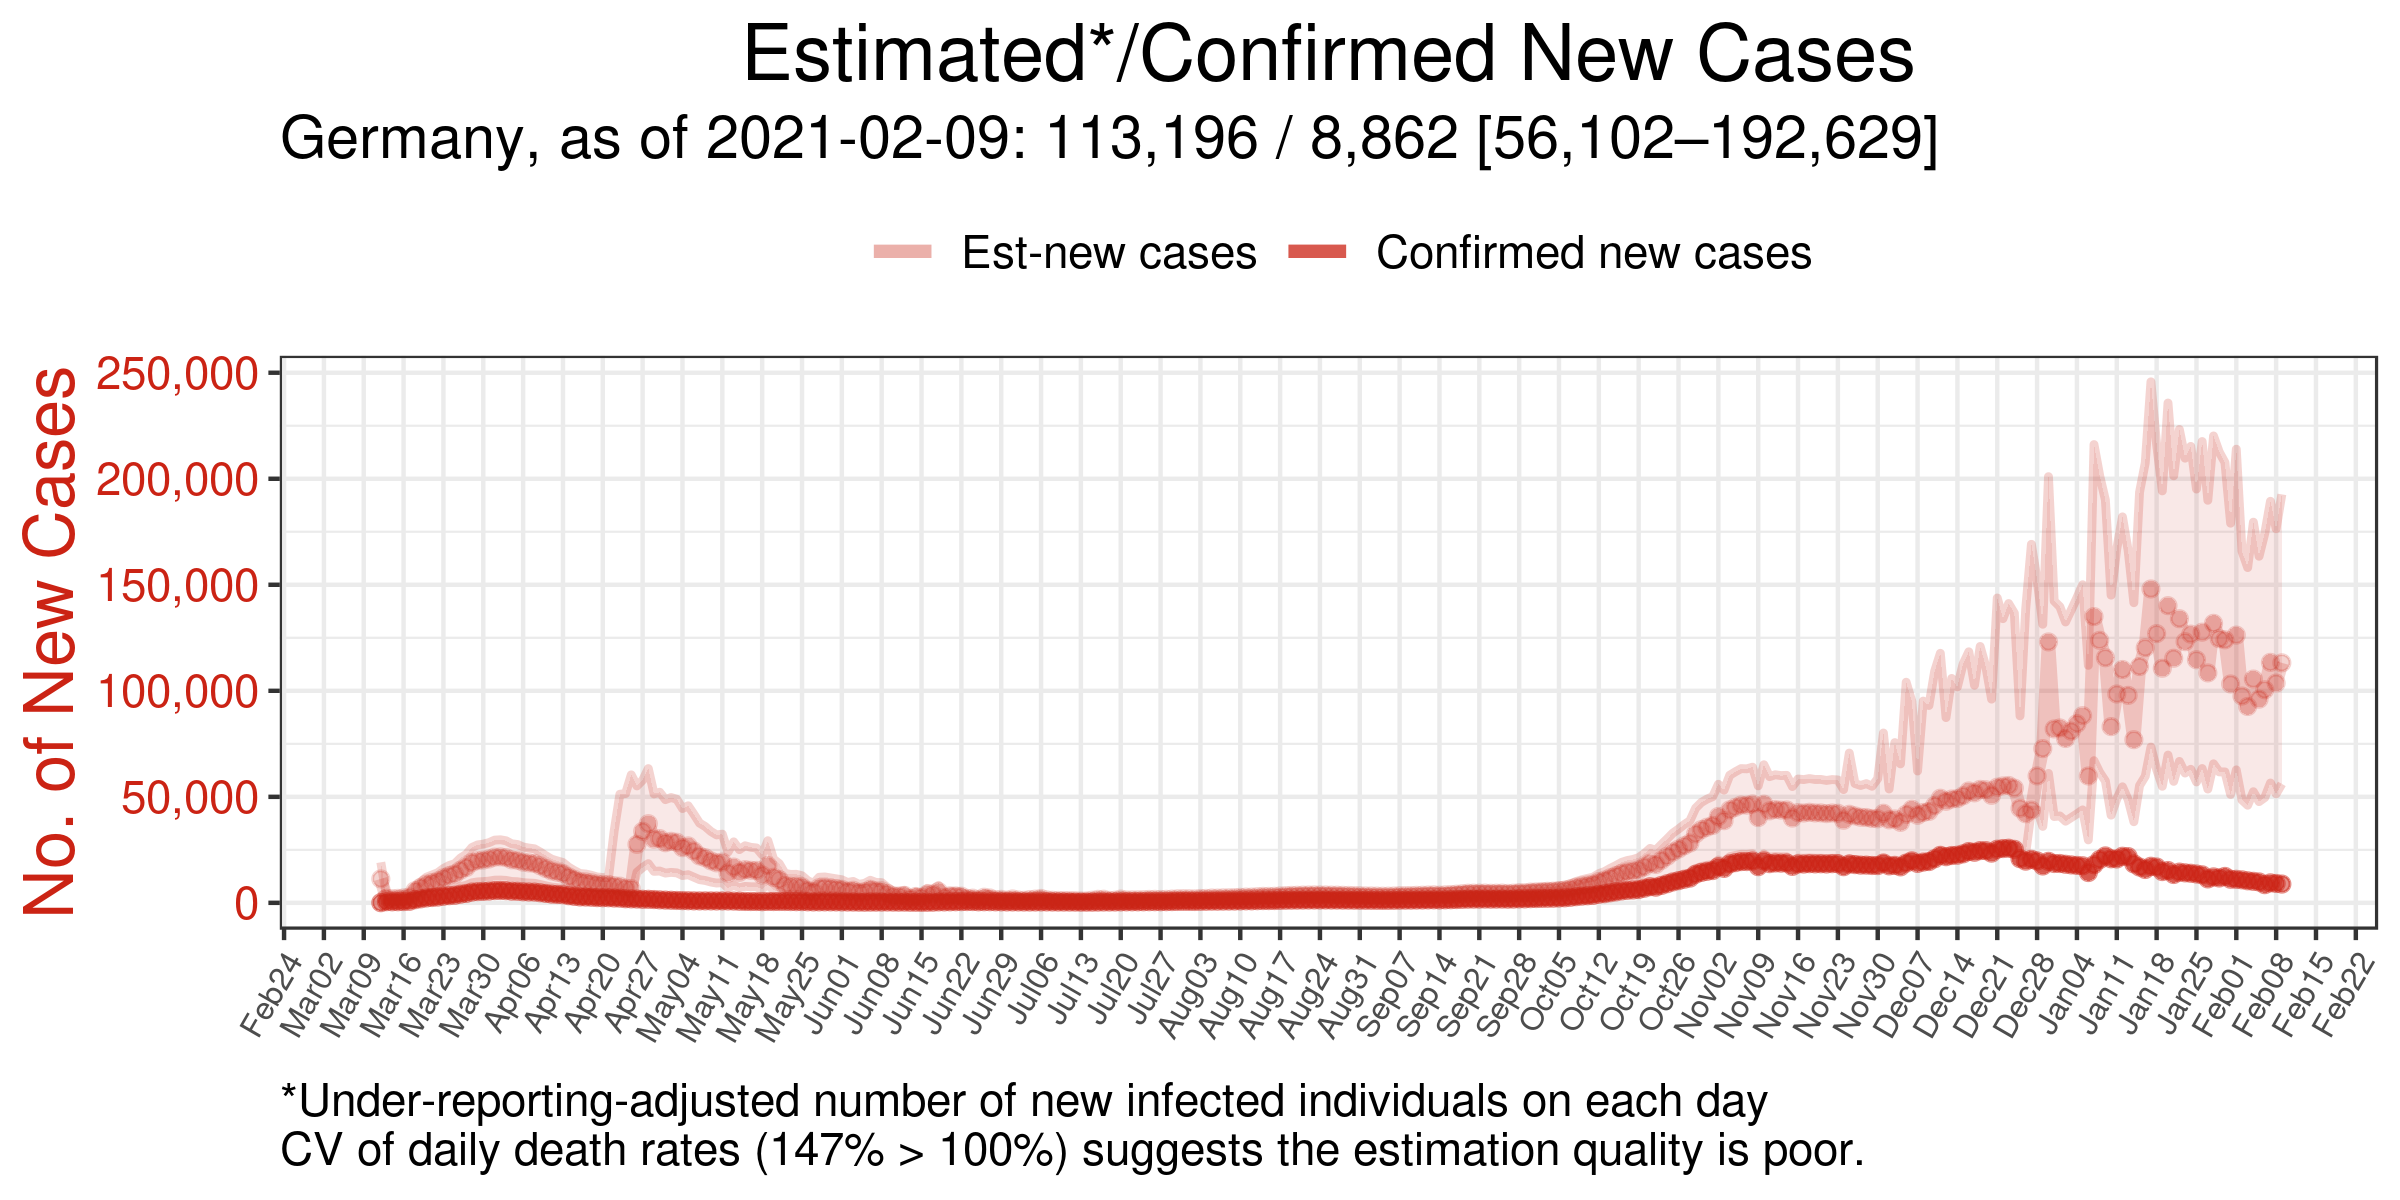 Estimated*/Confirmed New Cases
Germany, as of 2021-02-09: 113,196 / 8,862 [56,102–192,629]
Est-new cases Confirmed new cases
No. of New Cases
250,000
200,000
150,000
100,000
50,000
0
Feb24 Mar02 Mar09 Mar16 Mar23 Mar30 Apr06 Apr13 Apr20 Apr27 May04 May11 May18 May25 Jun01 Jun08 Jun15 Jun22 Jun29 Jul06 Jul13 Jul20 Jul27 Aug03 Aug10 Aug17 Aug24 Aug31 Sep07 Sep14 Sep21 Sep28 Oct05 Oct12 Oct19 Oct26 Nov02 Nov09 Nov16 Nov23 Nov30 Dec07 Dec14 Dec21 Dec28 Jan04 Jan11 Jan18 Jan25 Feb01 Feb08 Feb15 Feb22
*Under-reporting-adjusted number of new infected individuals on each day
CV of daily death rates (147% > 100%) suggests the estimation quality is poor.